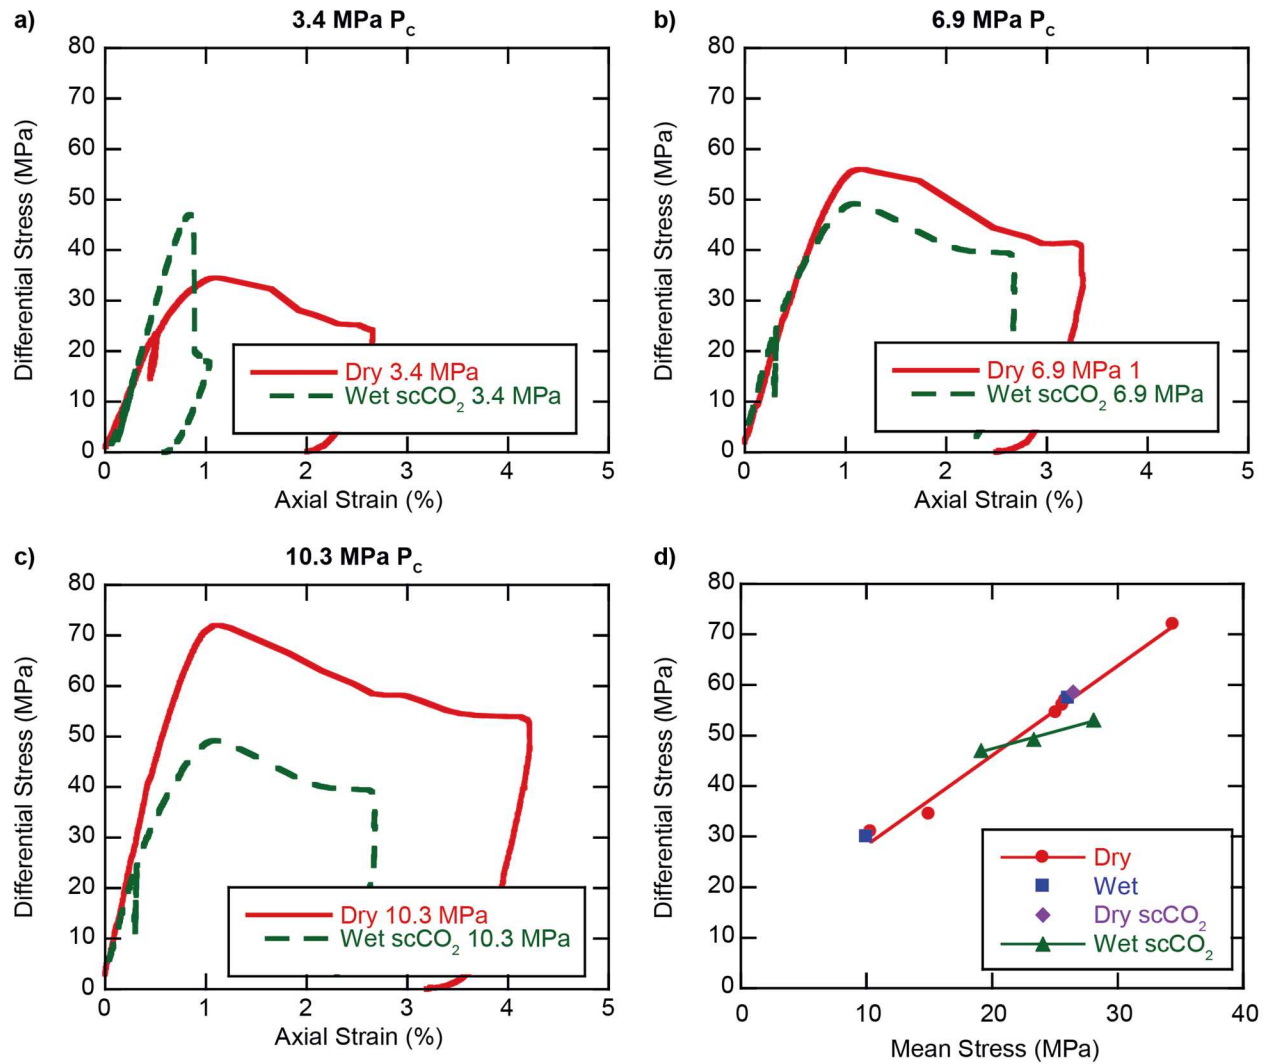 a)
3.4 MPa Pc
Differential Stress (MPa)
80
70
60
50
40
30
20
10
0
0 1 2 3 4 5
Axial Strain (%)
Dry 3.4 MPa
Wet scCO2 3.4 MPa
b)
6.9 MPa Pc
Differential Stress (MPa)
80
70
60
50
40
30
20
10
0
0 1 2 3 4 5
Axial Strain (%)
Dry 6.9 MPa 1
Wet scCO2 6.9 MPa
c)
10.3 MPa Pc
Differential Stress (MPa)
80
70
60
50
40
30
20
10
0
0 1 2 3 4 5
Axial Strain (%)
Dry 10.3 MPa
Wet scCO2 10.3 MPa
d)
Differential Stress (MPa)
80
70
60
50
40
30
20
10
0
0 10 20 30 40
Mean Stress (MPa)
Dry
Wet
Dry scCO2
Wet scCO2